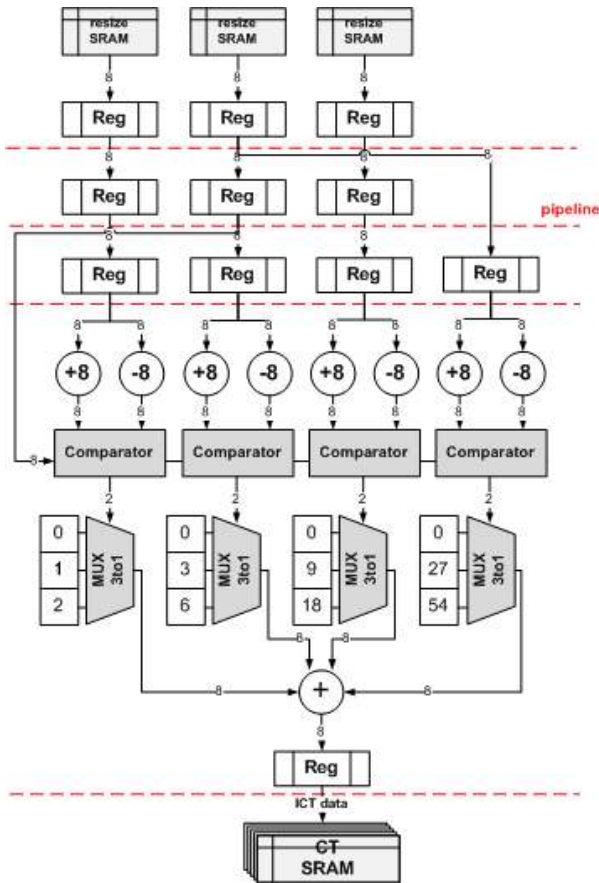 resize SRAM resize SRAM resize SRAM
8 8 8
Reg Reg Reg
8 8 8 8
Reg Reg Reg
pipeline
8 8 8
Reg Reg Reg Reg
8 8 8 8 8 8 8 8
+8 -8 +8 -8 +8 -8 +8 -8
8 8 8 8 8 8 8 8
8 Comparator Comparator Comparator Comparator
2 2 2 2
0 0 0 0
1 MUX 3to1 3 MUX 3to1 9 MUX 3to1 27 MUX 3to1
2 6 18 54
8 8
+
8 8
8
Reg
ICT data
CT
SRAM